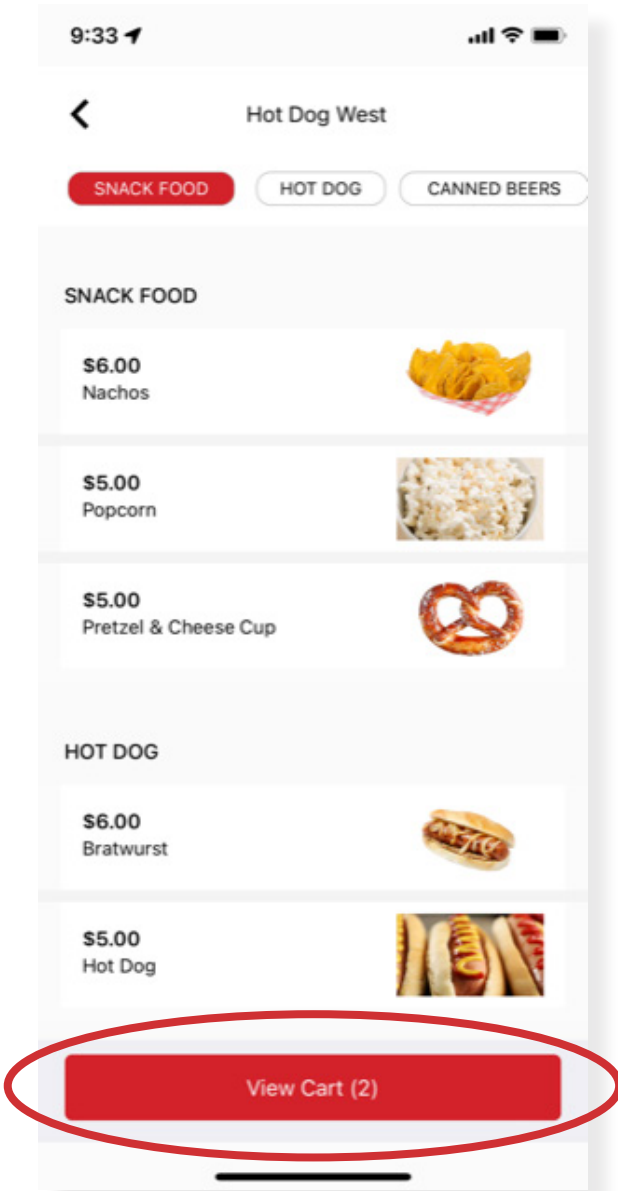 9:33
Hot Dog West
SNACK FOOD
HOT DOG
CANNED BEERS
SNACK FOOD
$6.00
Nachos
$5.00
Popcorn
$5.00
Pretzel & Cheese Cup
HOT DOG
$6.00
Bratwurst
$5.00
Hot Dog
View Cart (2)